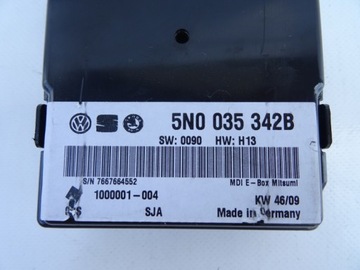 5N0 035 342B
SW: 0090 HW: H13
S/N 7667664552 MDI E-Box Mitsumi
1000001-004 KW 46/09
SJA Made in Germany